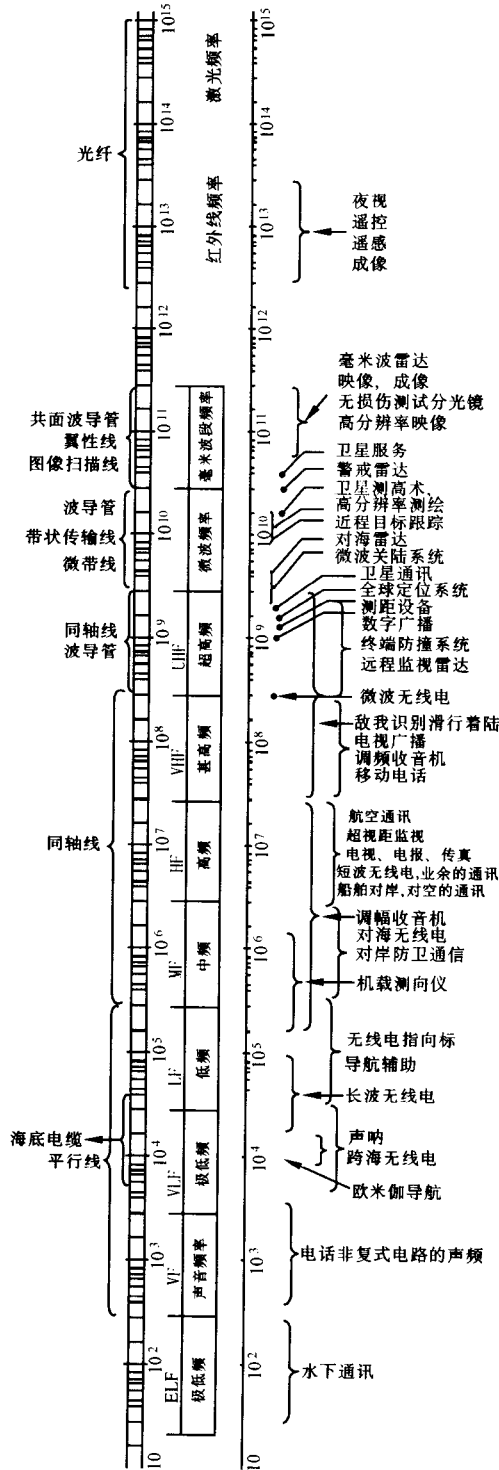 10¹⁵
10¹⁴
10¹³
10¹²
10¹¹
10¹⁰
10⁹
10⁸
10⁷
10⁶
10⁵
10⁴
10³
10²
10
光纤
共面波导管
翼性线
图像扫描线
波导管
带状传输线
微带线
同轴线
波导管
同轴线
海底电缆
平行线
激光频率
红外线频率
毫米波段频率
微波频率
UHF
超高频
VHF
甚高频
HF
高频
MF
中频
LF
低频
VLF
极低频
VF
声音频率
ELF
极低频
10¹⁵
10¹⁴
10¹³
10¹²
10¹¹
10¹⁰
10⁹
10⁸
10⁷
10⁶
10⁵
10⁴
10³
10²
10
夜视
遥控
遥感
成像
毫米波雷达
映像，成像
无损伤测试分光镜
高分辨率映像
卫星服务
警戒雷达
卫星测高术、
高分辨率测绘
近程目标跟踪
对海雷达
微波关陆系统
卫星通讯
全球定位系统
测距设备
数字广播
终端防撞系统
远程监视雷达
微波无线电
敌我识别滑行着陆
电视广播
调频收音机
移动电话
航空通讯
超视距监视
电视、电报、传真
短波无线电,业余的通讯
船舶对岸,对空的通讯
调幅收音机
对海无线电
对岸防卫通信
机载测向仪
无线电指向标
导航辅助
长波无线电
声呐
跨海无线电
欧米伽导航
电话非复式电路的声频
水下通讯